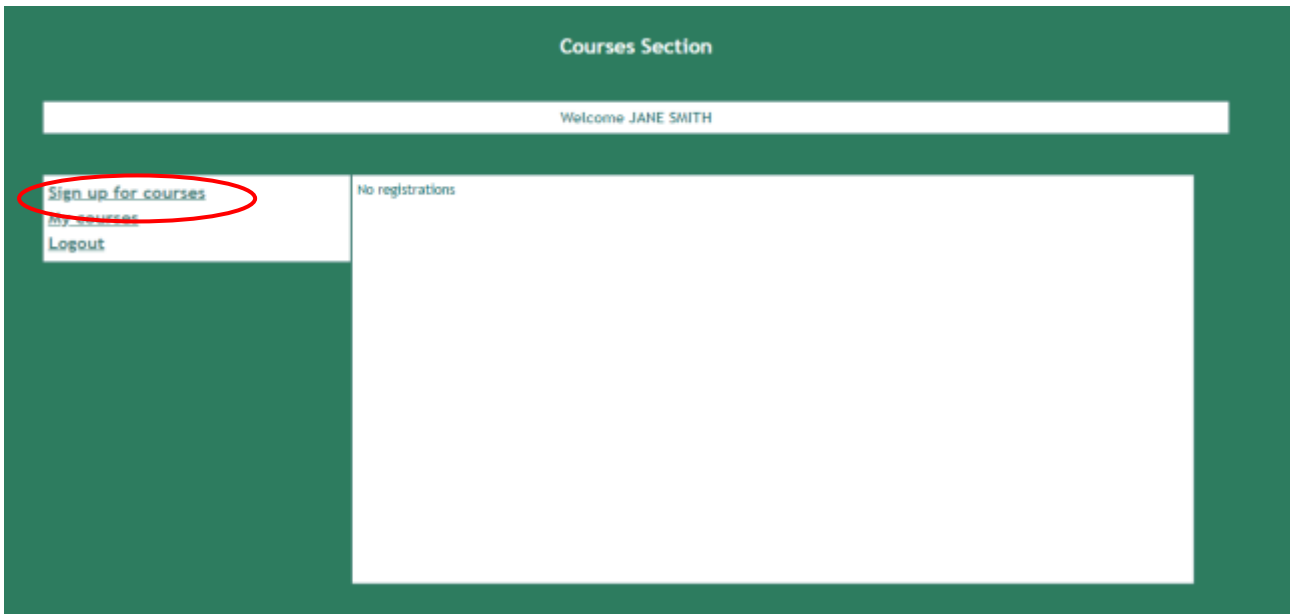 Courses Section
Welcome JANE SMITH
Sign up for courses
My courses
Logout
No registrations